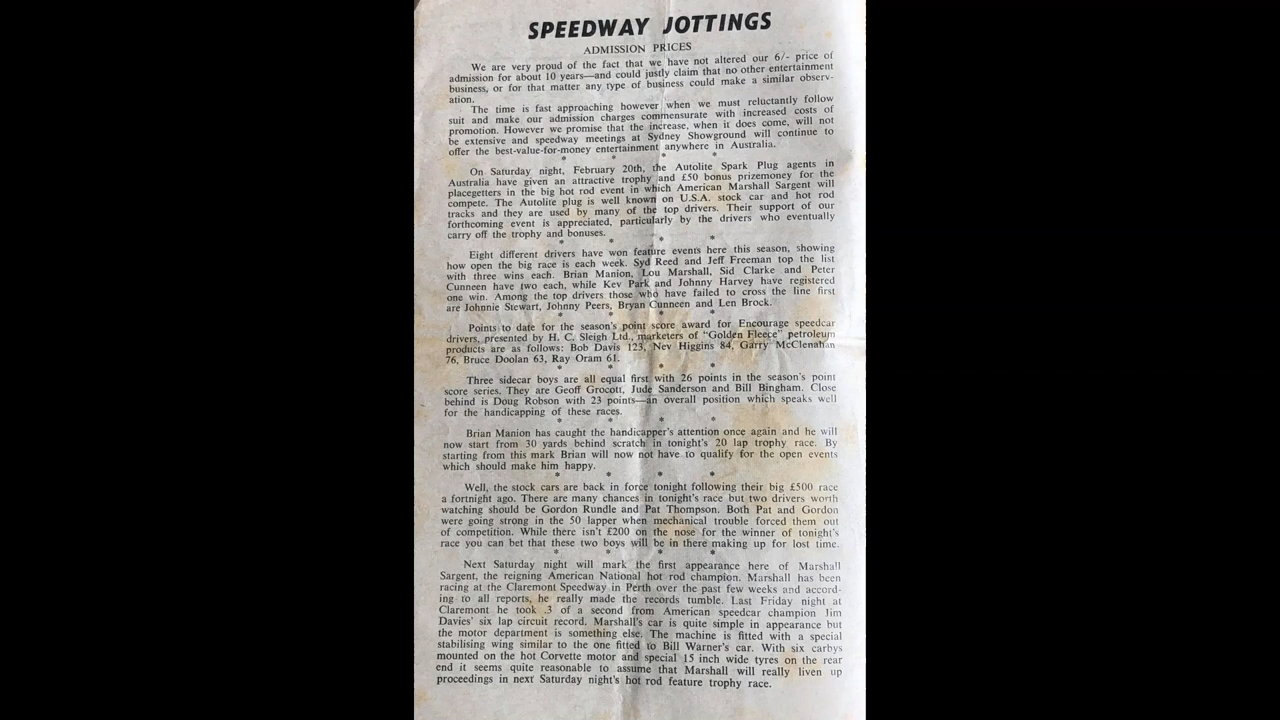 SPEEDWAY JOTTINGS
ADMISSION PRICES
We are very proud of the fact that we have not altered our 6/- price of
admission for about 10 years—and could justly claim that no other entertainment
business, or for that matter any type of business could make a similar observ-
ation.
The time is fast approaching however when we must reluctantly follow
suit and make our admission charges commensurate with increased costs of
promotion. However we promise that the increase, when it does come, will not
be extensive and speedway meetings at Sydney Showground will continue to
offer the best-value-for-money entertainment anywhere in Australia.
* * * *
On Saturday night, February 20th, the Autolite Spark Plug agents in
Australia have given an attractive trophy and £50 bonus prizemoney for the
placegetters in the big hot rod event in which American Marshall Sargent will
compete. The Autolite plug is well known on U.S.A. stock car and hot rod
tracks and they are used by many of the top drivers. Their support of our
forthcoming event is appreciated, particularly by the drivers who eventually
carry off the trophy and bonuses.
* * * *
Eight different drivers have won feature events here this season, showing
how open the big race is each week. Syd Reed and Jeff Freeman top the list
with three wins each. Brian Manion, Lou Marshall, Sid Clarke and Peter
Cunneen have two each, while Kev Park and Johnny Harvey have registered
one win. Among the top drivers those who have failed to cross the line first
are Johnnie Stewart, Johnny Peers, Bryan Cunneen and Len Brock.
* * * *
Points to date for the season's point score award for Encourage speedcar
drivers, presented by H. C. Sleigh Ltd., marketers of "Golden Fleece" petroleum
products are as follows: Bob Davis 123, Nev Higgins 84, Garry McClenahan
76, Bruce Doolan 63, Ray Oram 61.
* * * *
Three sidecar boys are all equal first with 26 points in the season's point
score series. They are Geoff Grocott, Jude Sanderson and Bill Bingham. Close
behind is Doug Robson with 23 points—an overall position which speaks well
for the handicapping of these races.
* * * *
Brian Manion has caught the handicapper's attention once again and he will
now start from 30 yards behind scratch in tonight's 20 lap trophy race. By
starting from this mark Brian will now not have to qualify for the open events
which should make him happy.
* * * *
Well, the stock cars are back in force tonight following their big £500 race
a fortnight ago. There are many chances in tonight's race but two drivers worth
watching should be Gordon Rundle and Pat Thompson. Both Pat and Gordon
were going strong in the 50 lapper when mechanical trouble forced them out
of competition. While there isn't £200 on the nose for the winner of tonight's
race you can bet that these two boys will be in there making up for lost time.
* * * *
Next Saturday night will mark the first appearance here of Marshall
Sargent, the reigning American National hot rod champion. Marshall has been
racing at the Claremont Speedway in Perth over the past few weeks and accord-
ing to all reports, he really made the records tumble. Last Friday night at
Claremont he took .3 of a second from American speedcar champion Jim
Davies' six lap circuit record. Marshall's car is quite simple in appearance but
the motor department is something else. The machine is fitted with a special
stabilising wing similar to the one fitted to Bill Warner's car. With six carbys
mounted on the hot Corvette motor and special 15 inch wide tyres on the rear
end it seems quite reasonable to assume that Marshall will really liven up
proceedings in next Saturday night's hot rod feature trophy race.